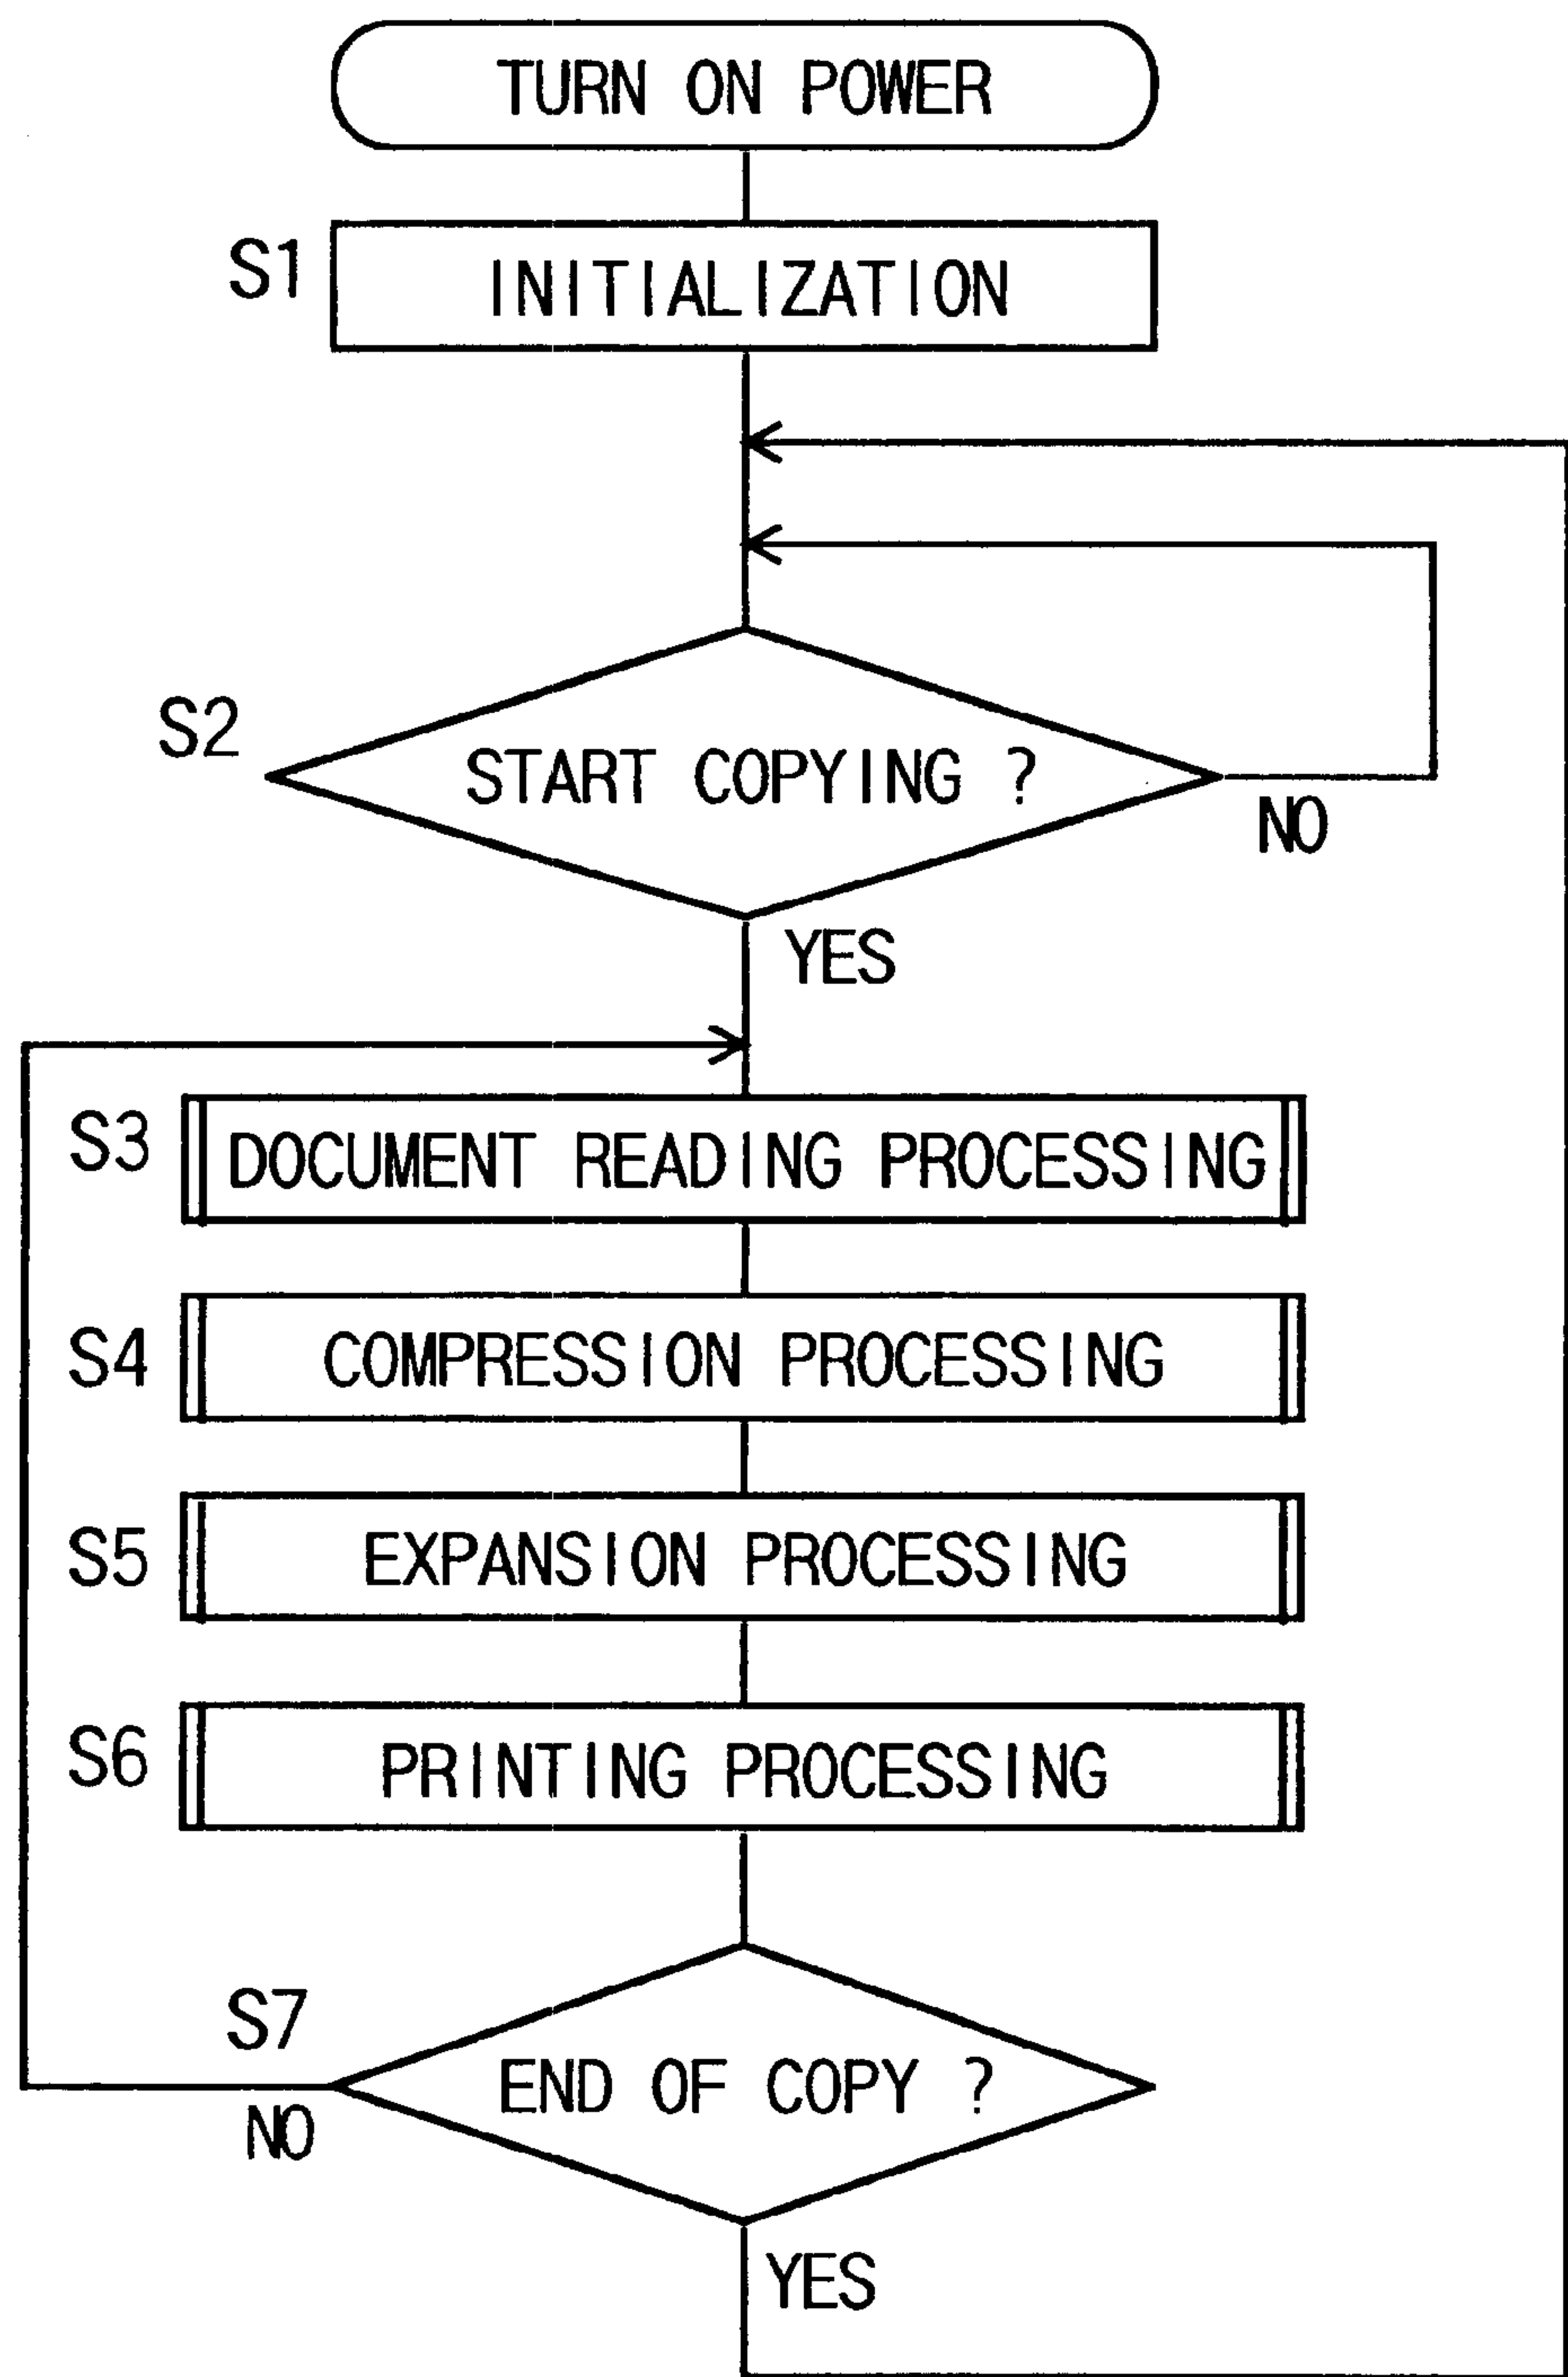 TURN ON POWER
S1
INITIALIZATION
S2
START COPYING ?
NO
YES
S3
DOCUMENT READING PROCESSING
S4
COMPRESSION PROCESSING
S5
EXPANSION PROCESSING
S6
PRINTING PROCESSING
S7
END OF COPY ?
NO
YES